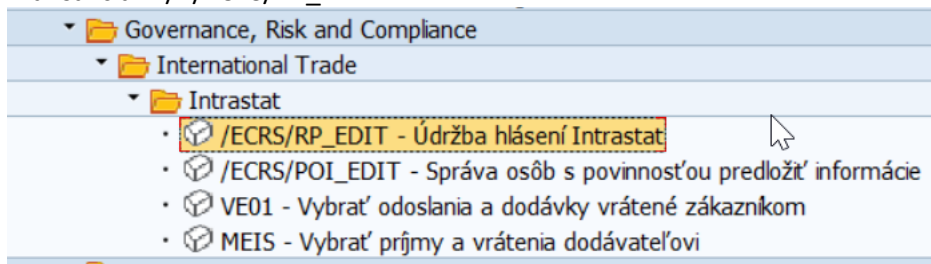 Governance, Risk and Compliance
International Trade
Intrastat
/ECRS/RP_EDIT - Údržba hlásení Intrastat
/ECRS/POI_EDIT - Správa osôb s povinnosťou predložiť informácie
VE01 - Vybrať odoslania a dodávky vrátené zákazníkom
MEIS - Vybrať príjmy a vrátenia dodávateľovi